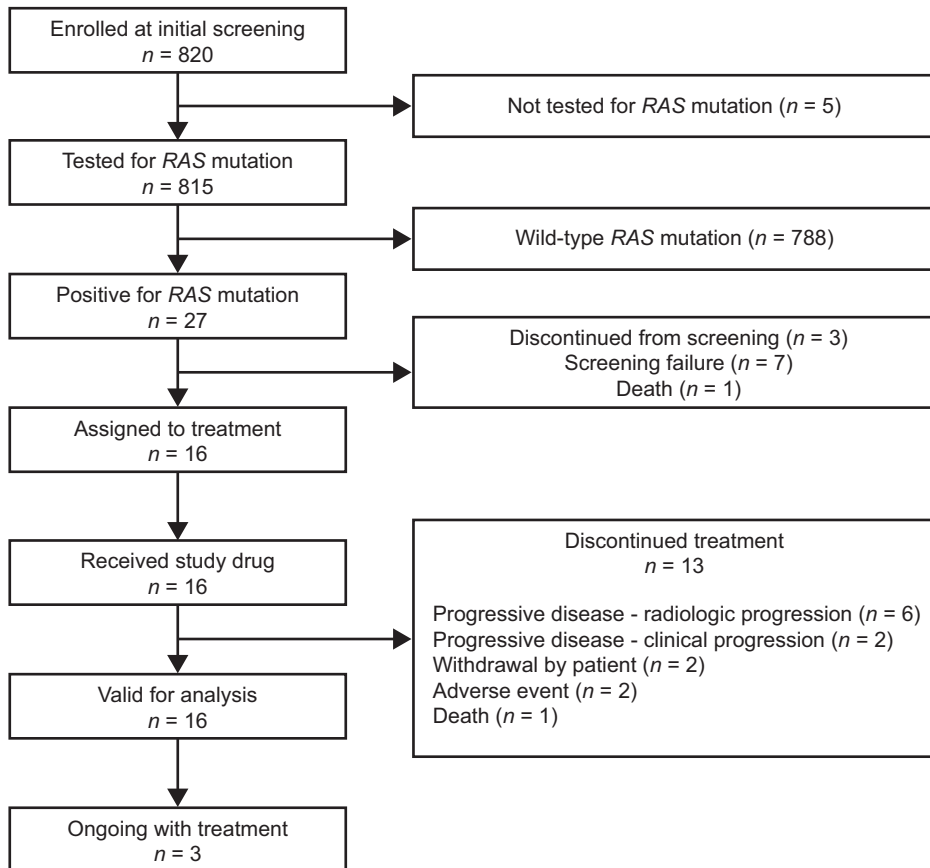 Enrolled at initial screening
n = 820
Not tested for RAS mutation (n = 5)
Tested for RAS mutation
n = 815
Wild-type RAS mutation (n = 788)
Positive for RAS mutation
n = 27
Discontinued from screening (n = 3)
Screening failure (n = 7)
Death (n = 1)
Assigned to treatment
n = 16
Received study drug
n = 16
Discontinued treatment
n = 13
Progressive disease - radiologic progression (n = 6)
Progressive disease - clinical progression (n = 2)
Withdrawal by patient (n = 2)
Adverse event (n = 2)
Death (n = 1)
Valid for analysis
n = 16
Ongoing with treatment
n = 3